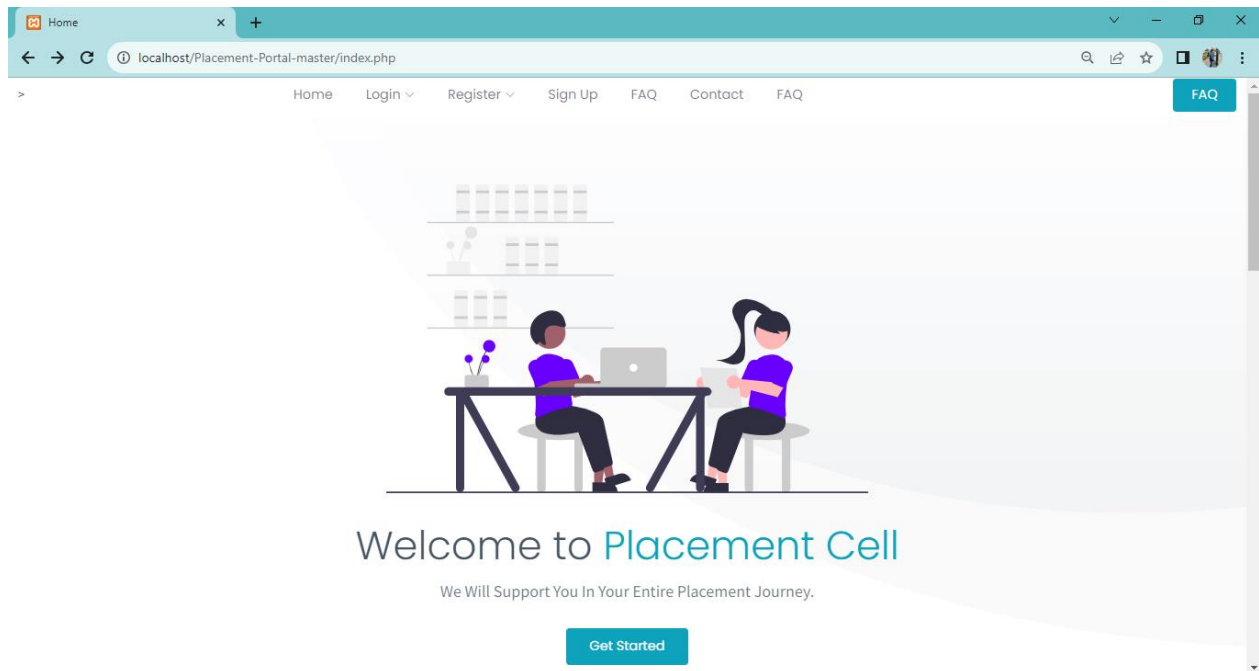 Home
localhost/Placement-Portal-master/index.php
> Home Login Register Sign Up FAQ Contact FAQ FAQ
Welcome to Placement Cell
We Will Support You In Your Entire Placement Journey.
Get Started